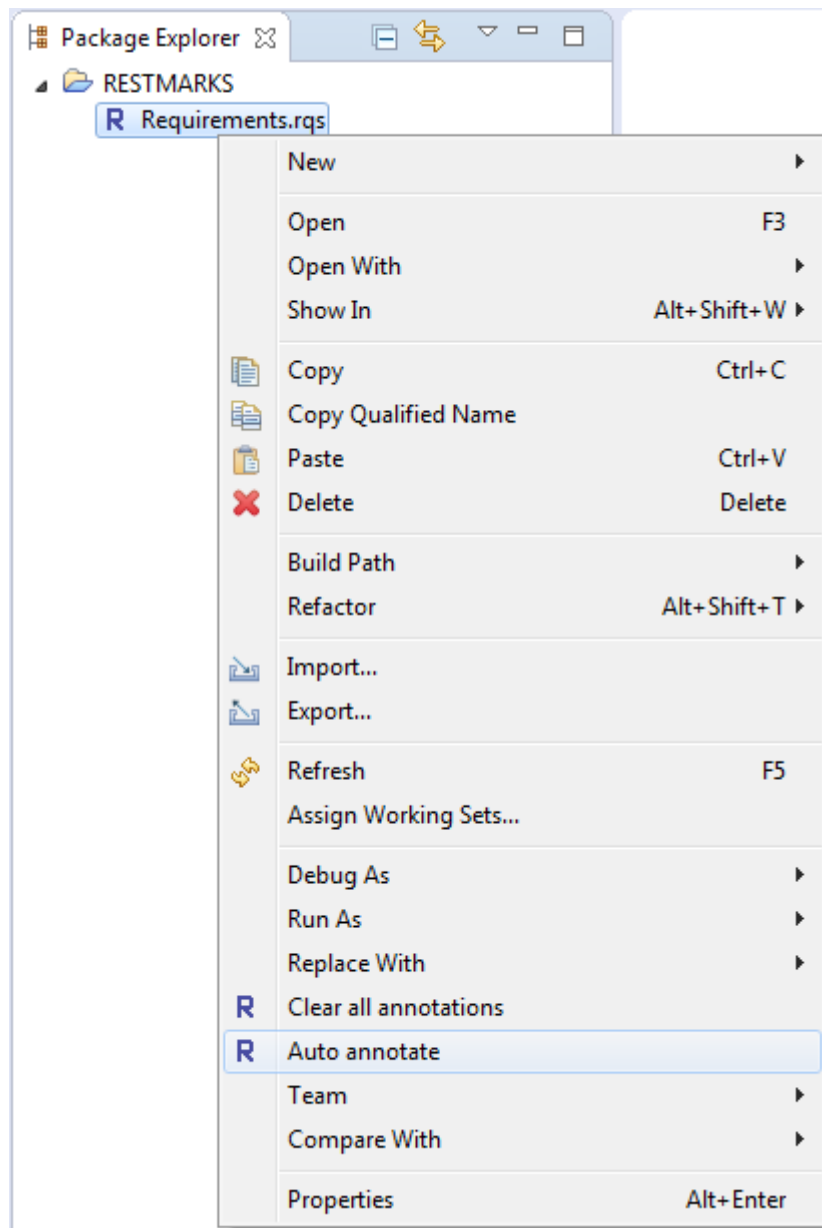 Package Explorer
RESTMARKS
R Requirements.rqs
New
Open F3
Open With
Show In Alt+Shift+W
Copy Ctrl+C
Copy Qualified Name
Paste Ctrl+V
Delete Delete
Build Path
Refactor Alt+Shift+T
Import...
Export...
Refresh F5
Assign Working Sets...
Debug As
Run As
Replace With
R Clear all annotations
R Auto annotate
Team
Compare With
Properties Alt+Enter